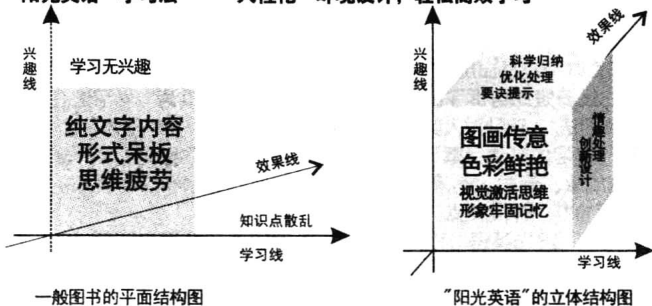 兴趣线
学习无兴趣
纯文字内容
形式呆板
思维疲劳
效果线
知识点散乱
学习线
一般图书的平面结构图
效果线
兴趣线
科学归纳
优化处理
要诀提示
图画传意
色彩鲜艳
视觉激活思维
形象牢固记忆
情趣处理
创新设计
学习线
"阳光英语"的立体结构图